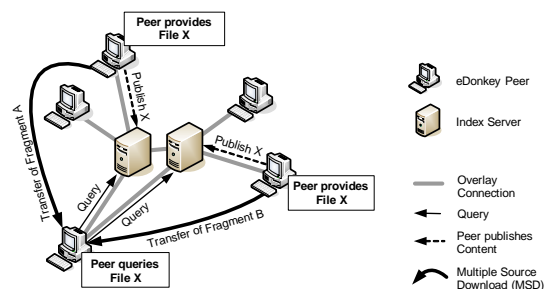 Peer provides
File X
Publish X
Transfer of Fragment A
Publish X
Query
Query
Peer provides
File X
Transfer of Fragment B
Peer queries
File X
eDonkey Peer
Index Server
Overlay
Connection
Query
Peer publishes
Content
Multiple Source
Download (MSD)